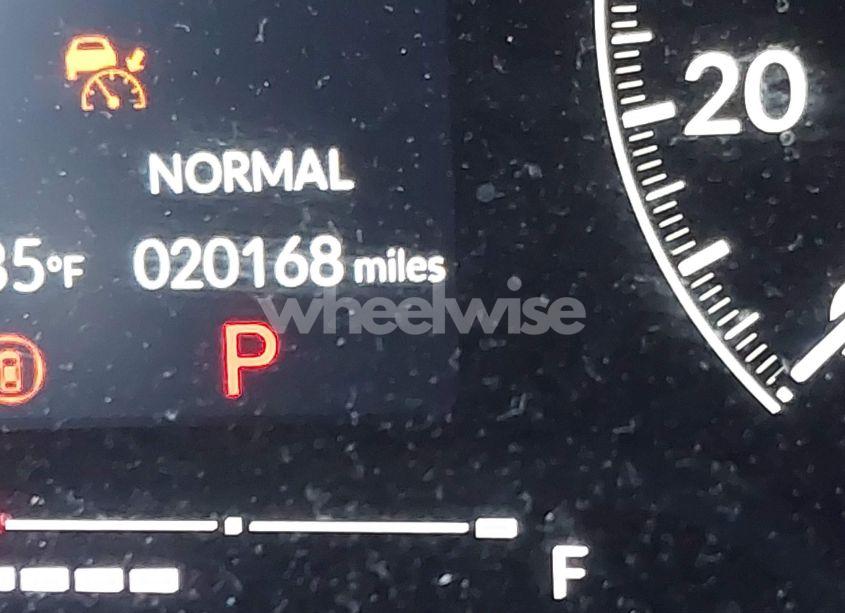 20
NORMAL
020168 miles
35°F
wheelwise
P
F